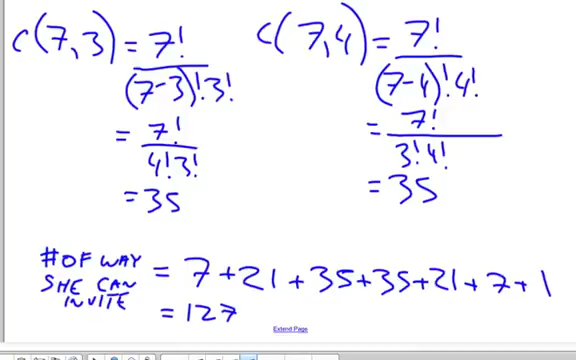 C(7,3) = 7!
(7-3)!3!
= 7!
4!3!
= 35
C(7,4) = 7!
(7-4)!4!
= 7!
3!4!
= 35
# OF WAY
SHE CAN
INVITE
= 7 + 21 + 35 + 35 + 21 + 7 + 1
= 127
Extend Page